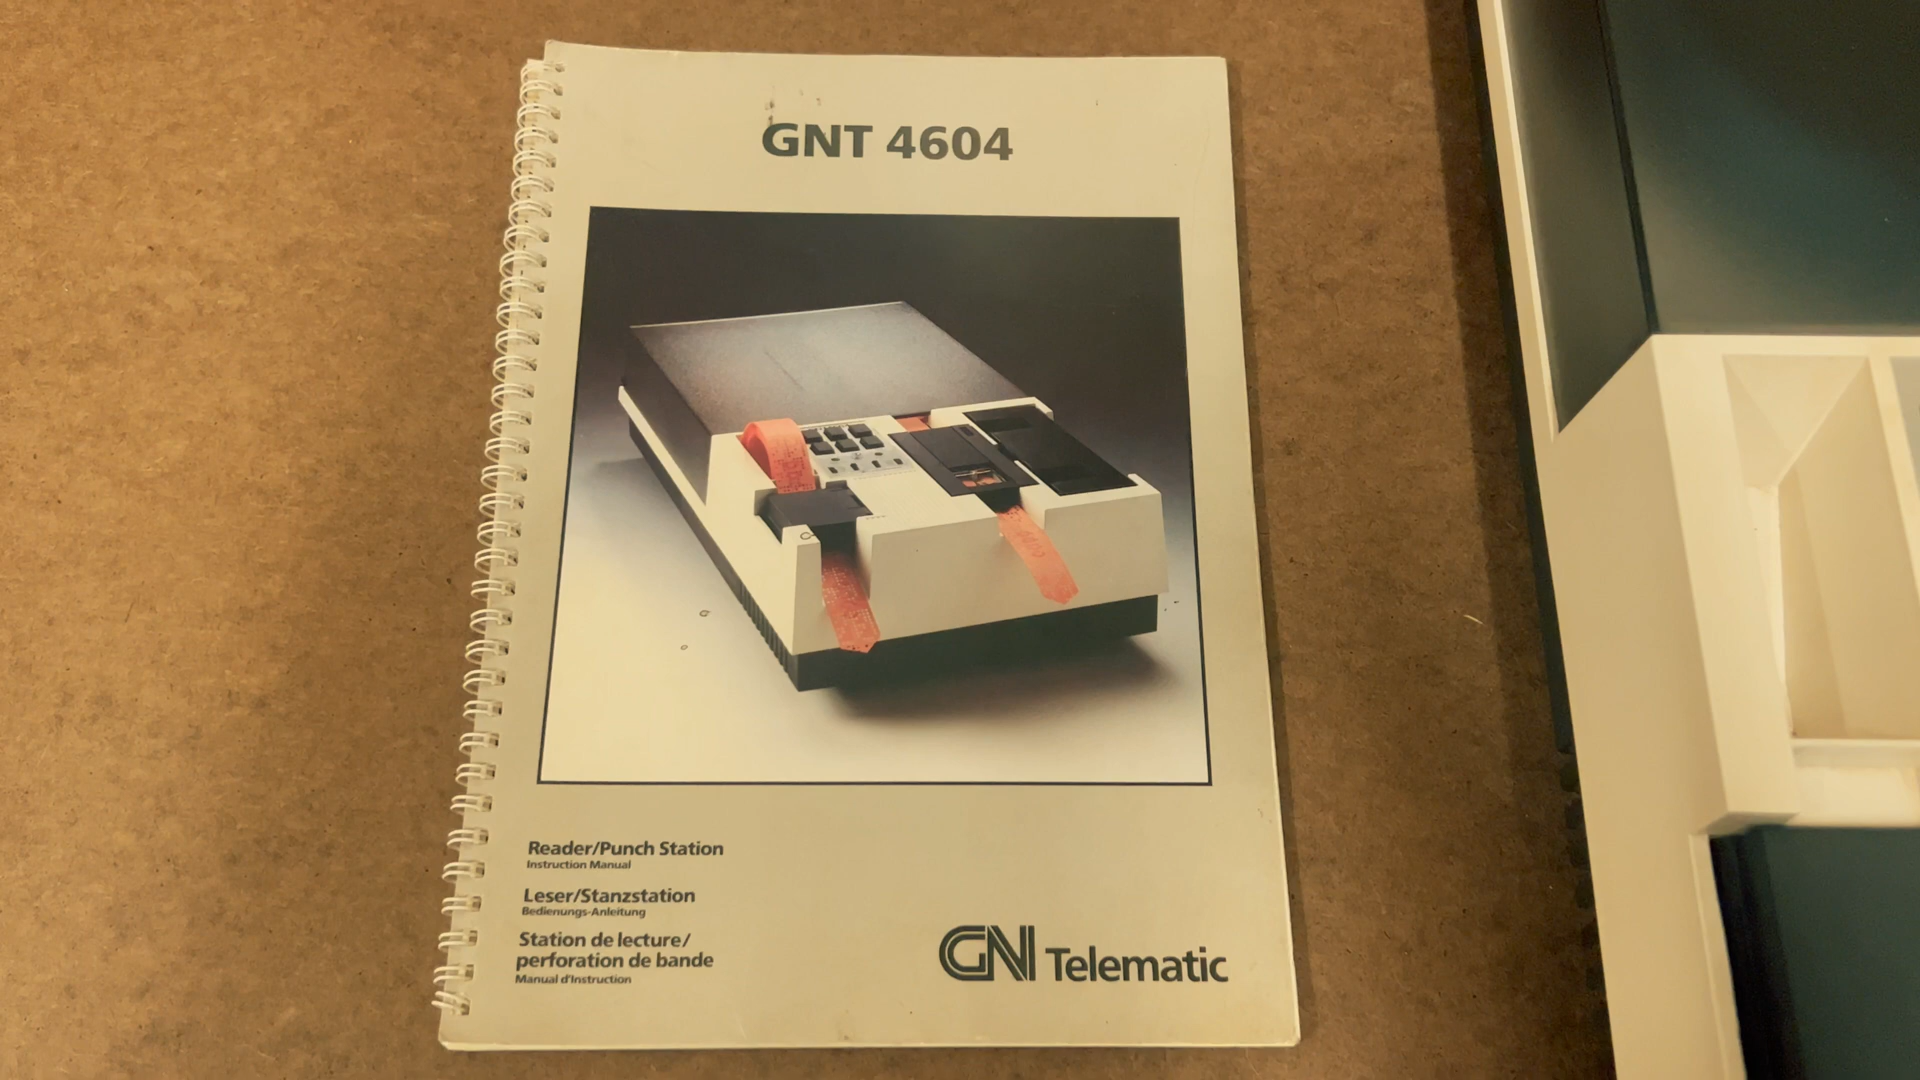 GNT 4604
Reader/Punch Station
Instruction Manual
Leser/Stanzstation
Bedienungs-Anleitung
Station de lecture/
perforation de bande
Manual d'Instruction
GN Telematic